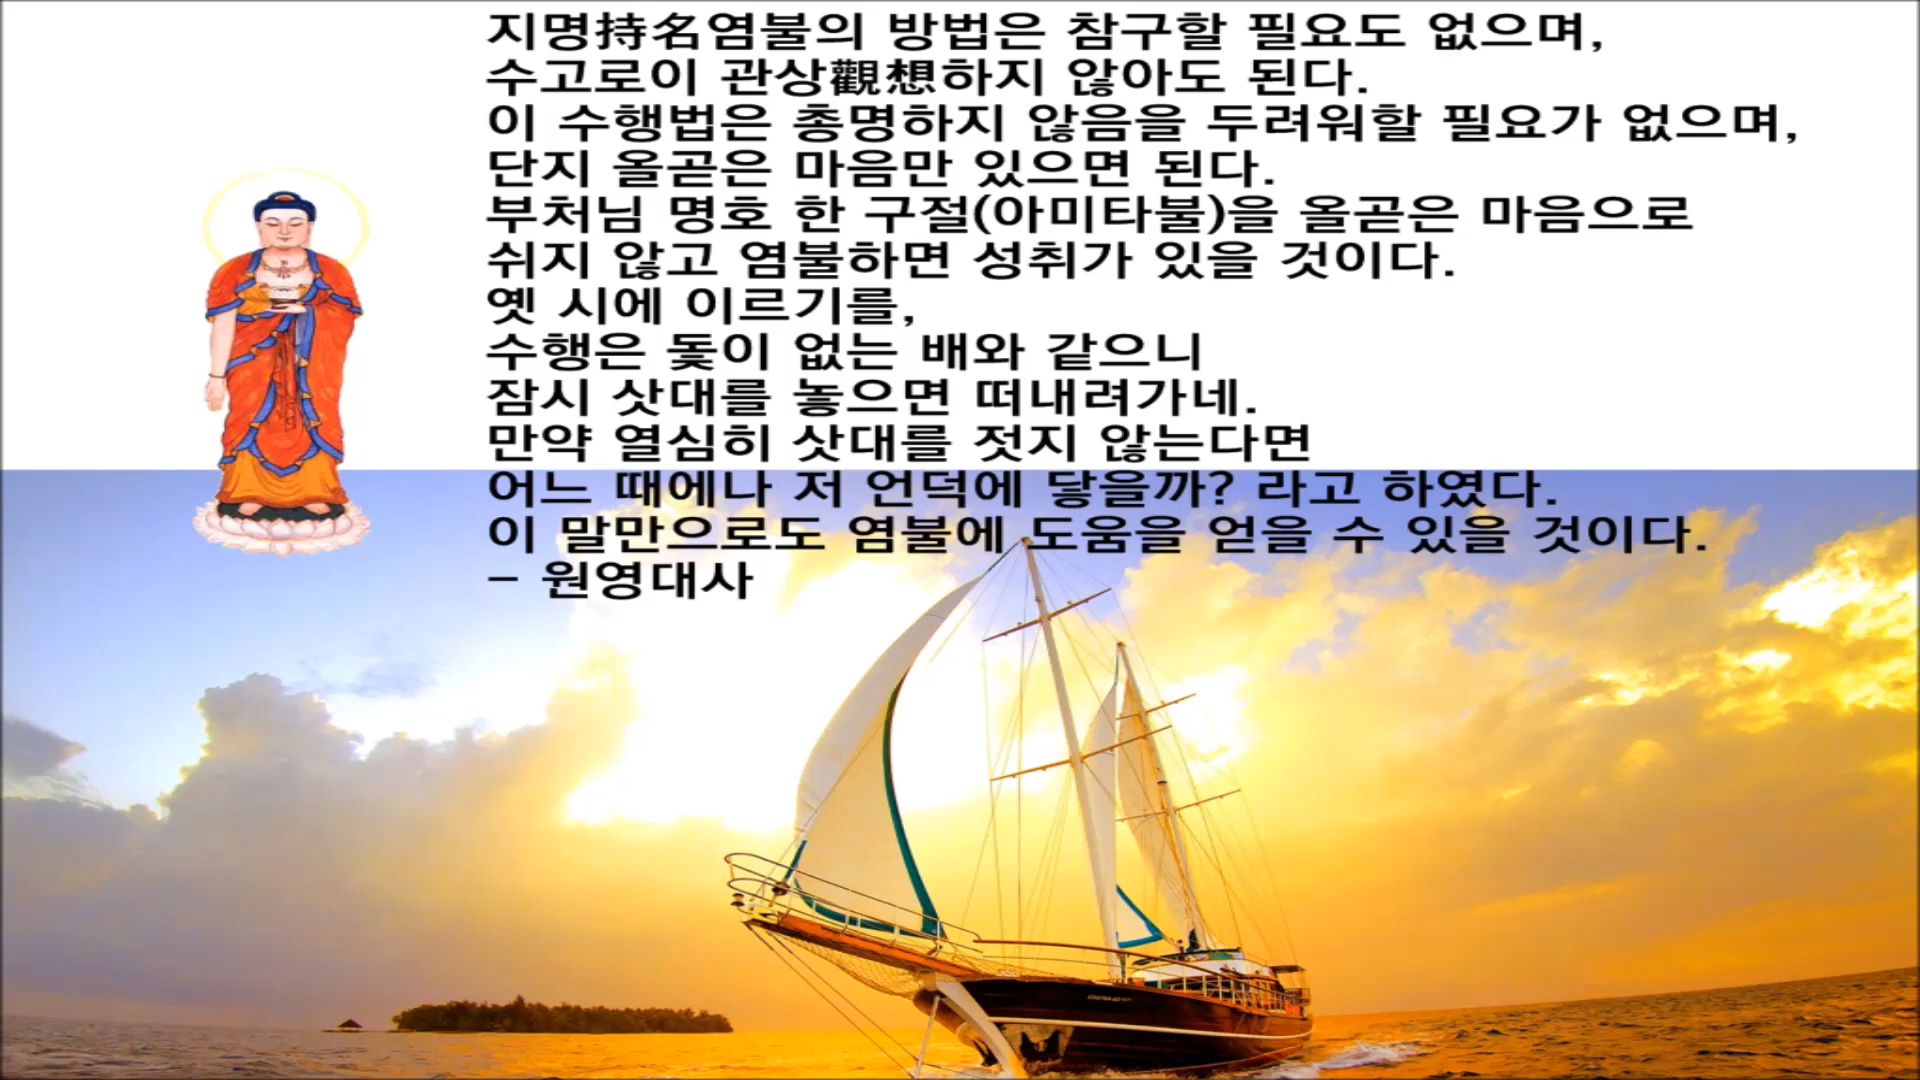 지명持名염불의 방법은 참구할 필요도 없으며,
수고로이 관상觀想하지 않아도 된다.
이 수행법은 총명하지 않음을 두려워할 필요가 없으며,
단지 올곧은 마음만 있으면 된다.
부처님 명호 한 구절(아미타불)을 올곧은 마음으로
쉬지 않고 염불하면 성취가 있을 것이다.
옛 시에 이르기를,
수행은 돛이 없는 배와 같으니
잠시 삿대를 놓으면 떠내려가네.
만약 열심히 삿대를 젓지 않는다면
어느 때에나 저 언덕에 닿을까? 라고 하였다.
이 말만으로도 염불에 도움을 얻을 수 있을 것이다.
- 원영대사